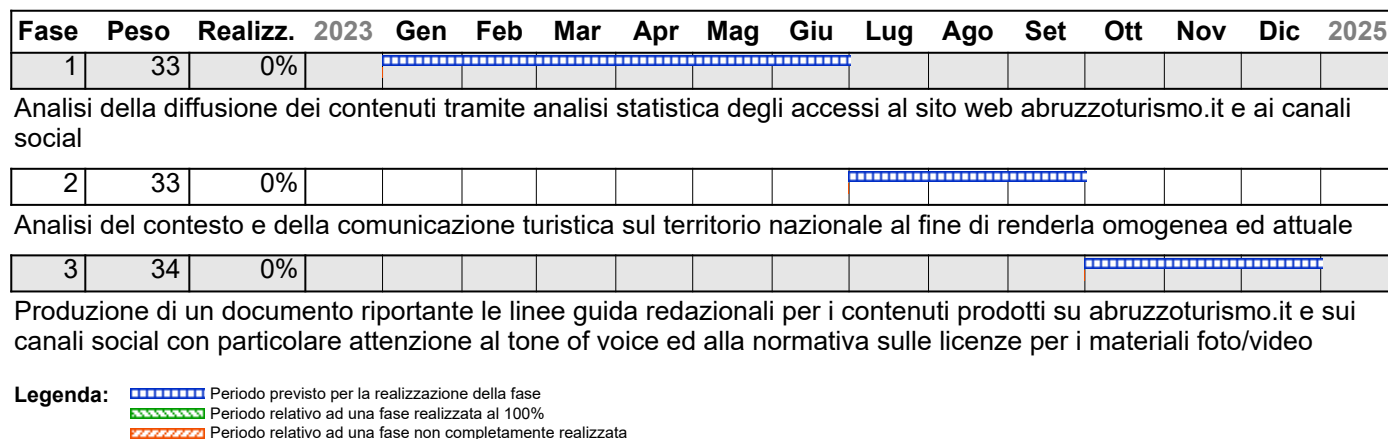 Fase Peso Realizz. 2023 Gen Feb Mar Apr Mag Giu Lug Ago Set Ott Nov Dic 2025
1 33 0%
Analisi della diffusione dei contenuti tramite analisi statistica degli accessi al sito web abruzzoturismo.it e ai canali
social
2 33 0%
Analisi del contesto e della comunicazione turistica sul territorio nazionale al fine di renderla omogenea ed attuale
3 34 0%
Produzione di un documento riportante le linee guida redazionali per i contenuti prodotti su abruzzoturismo.it e sui
canali social con particolare attenzione al tone of voice ed alla normativa sulle licenze per i materiali foto/video
Legenda: Periodo previsto per la realizzazione della fase
Periodo relativo ad una fase realizzata al 100%
Periodo relativo ad una fase non completamente realizzata